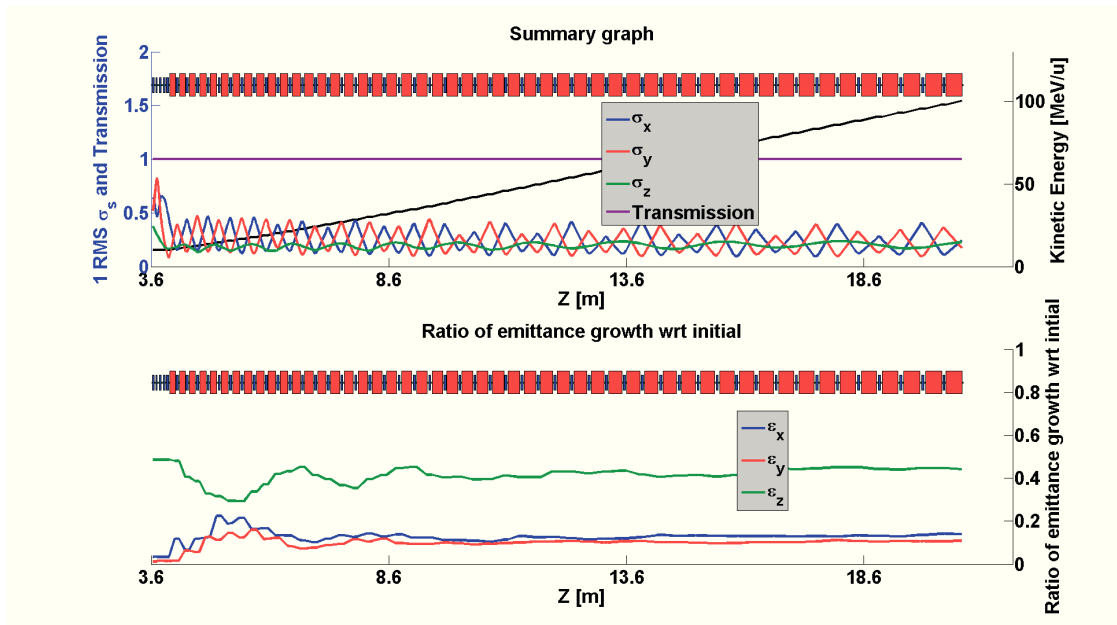 Summary graph
1 RMS σs and Transmission
2
1.5
1
0.5
0
σx
σy
σz
Transmission
100
50
0
Kinetic Energy [MeV/u]
3.6 8.6 13.6 18.6
Z [m]
Ratio of emittance growth wrt initial
εx
εy
εz
1
0.8
0.6
0.4
0.2
0
Ratio of emittance growth wrt intial
3.6 8.6 13.6 18.6
Z [m]